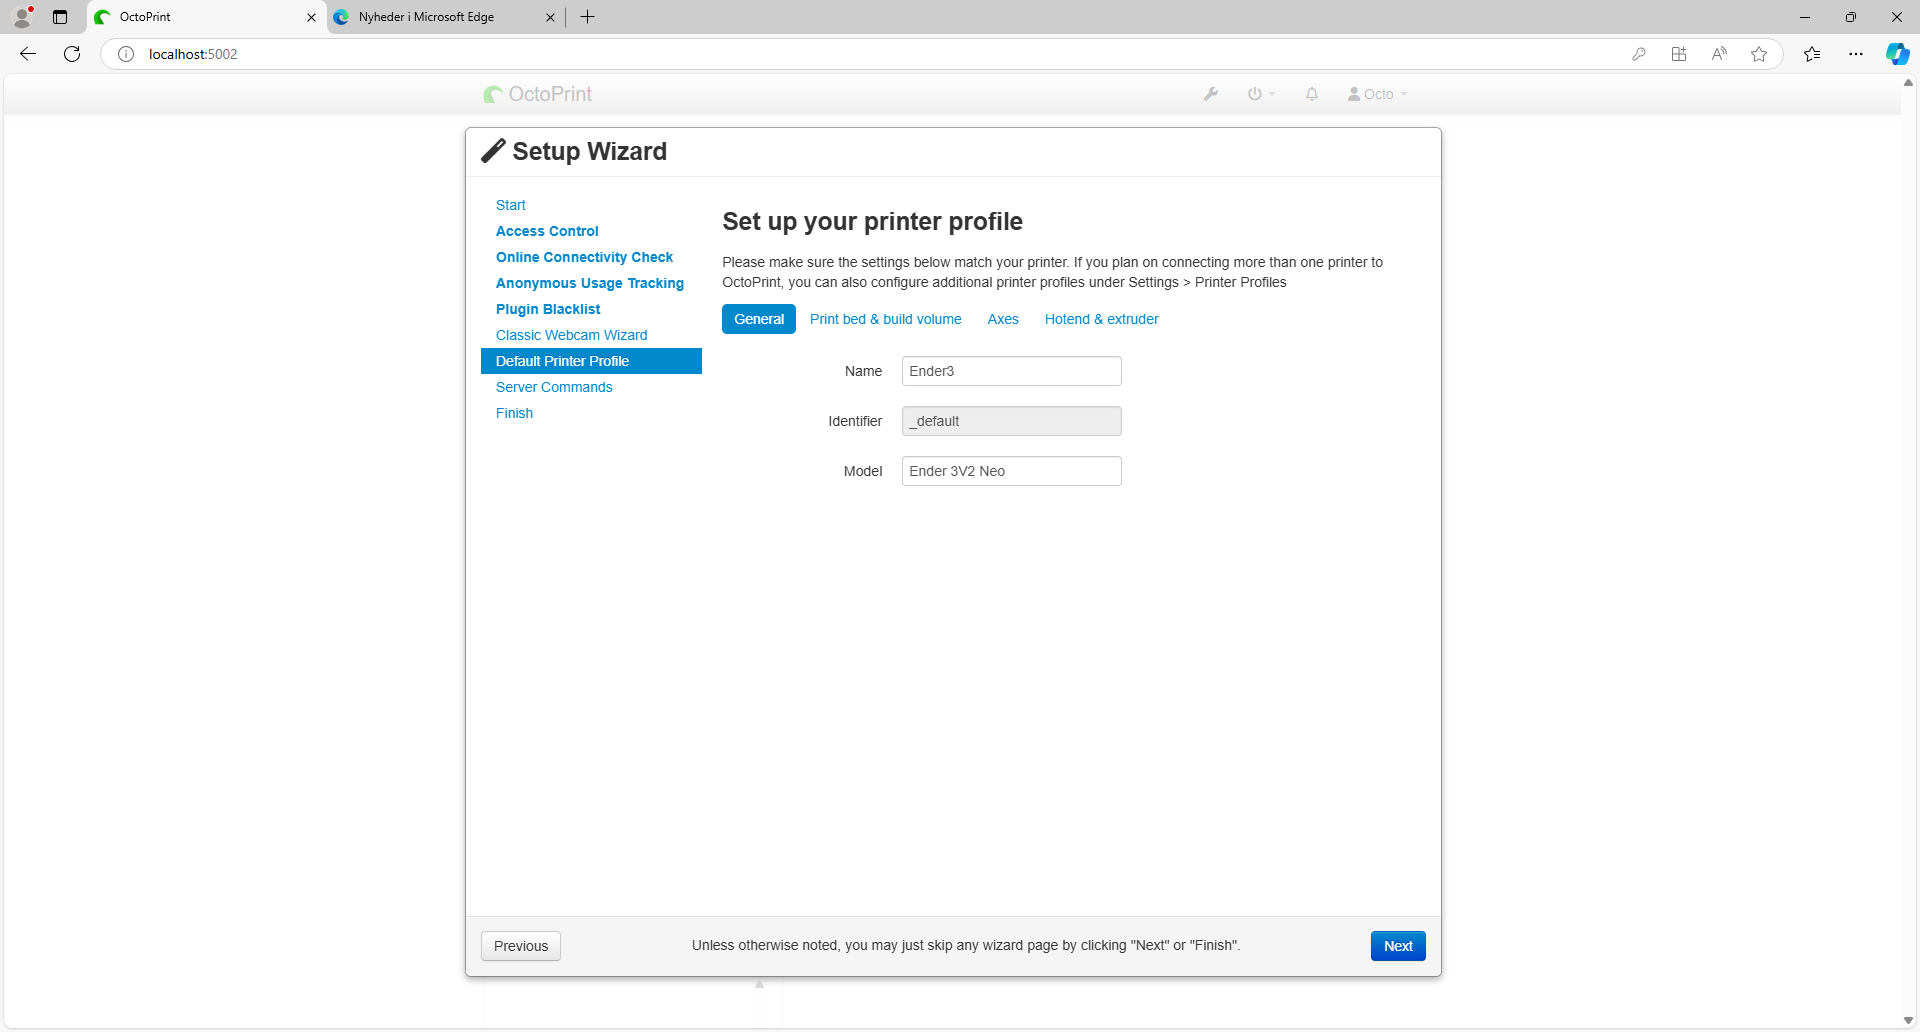 OctoPrint
Nyheder i Microsoft Edge
localhost:5002
OctoPrint
Octo
Setup Wizard
Start
Access Control
Online Connectivity Check
Anonymous Usage Tracking
Plugin Blacklist
Classic Webcam Wizard
Default Printer Profile
Server Commands
Finish
Set up your printer profile
Please make sure the settings below match your printer. If you plan on connecting more than one printer to
OctoPrint, you can also configure additional printer profiles under Settings > Printer Profiles
General
Print bed & build volume
Axes
Hotend & extruder
Name
Ender3
Identifier
_default
Model
Ender 3V2 Neo
Previous
Unless otherwise noted, you may just skip any wizard page by clicking "Next" or "Finish".
Next